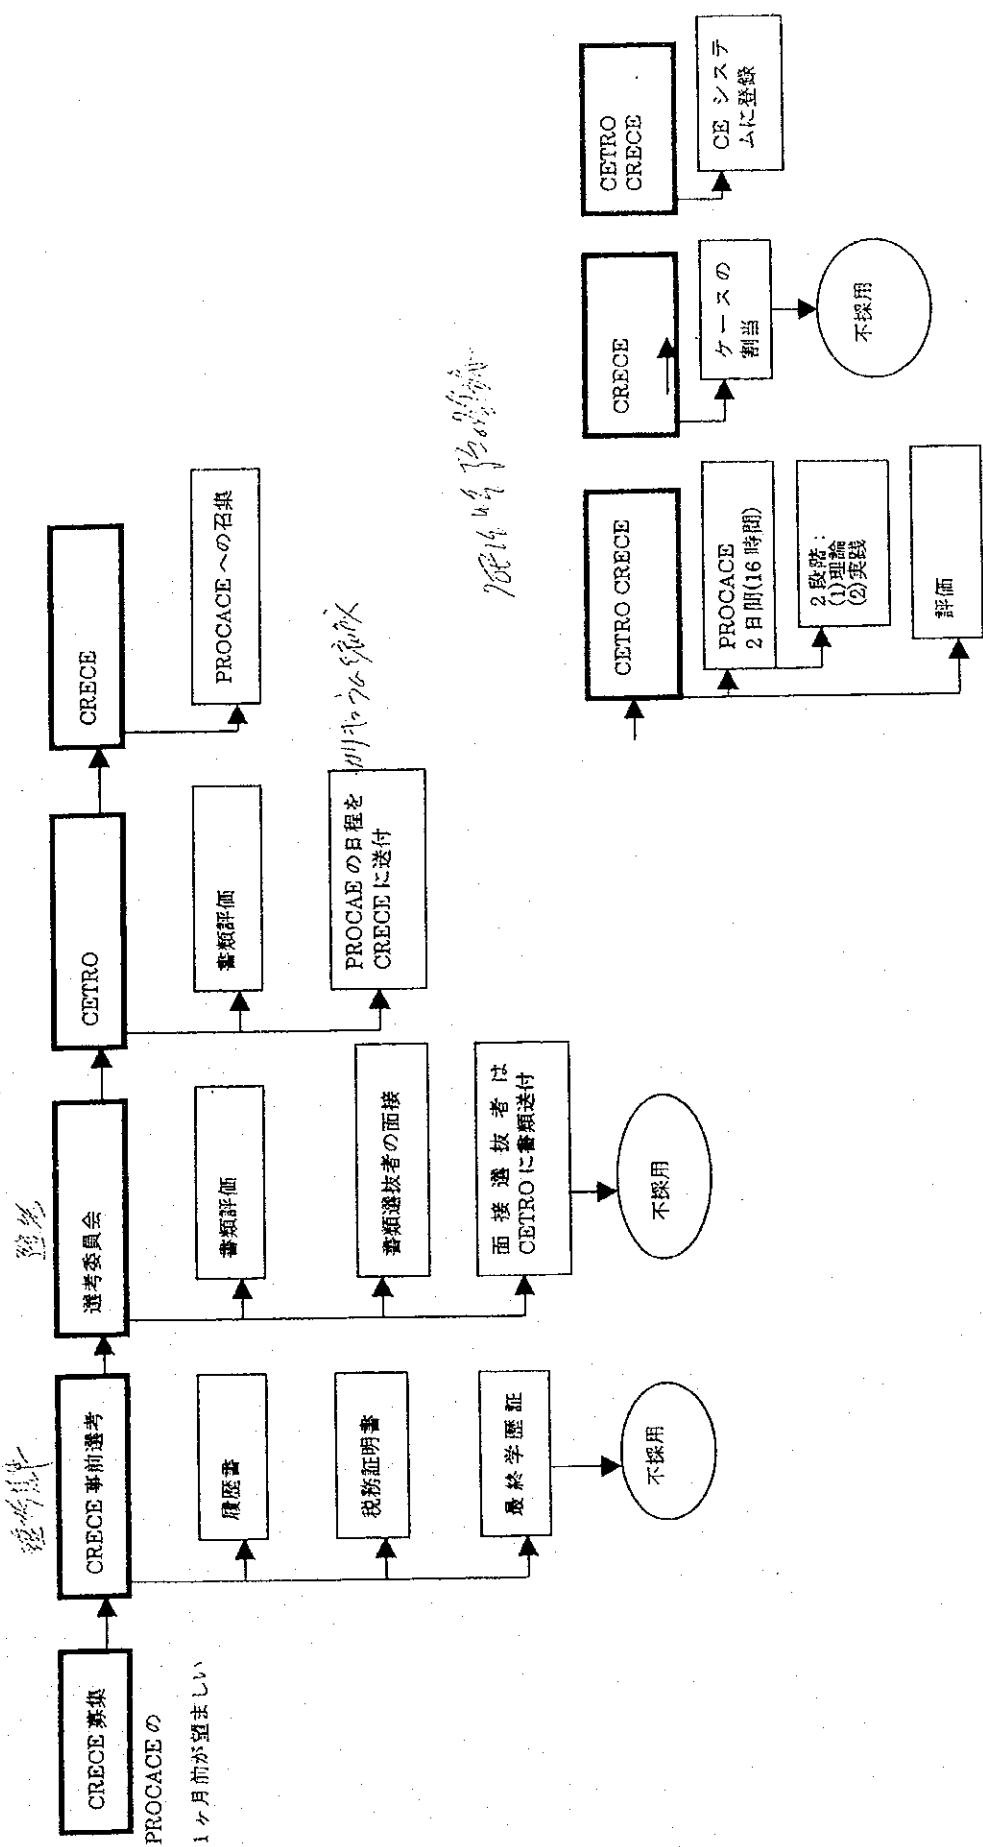 CRECE 募集
PROCACE の
1ヶ月前が望ましい
CRECE 事前選考
履歴書
税務証明書
最終学歴証
不採用
選考委員会
書類評価
書類選抜者の面接
面接選抜者は
CETRO に書類送付
不採用
CETRO
書類評価
PROCAE の日程を
CRECE に送付
CRECE
PROCACE への召集
CETRO CRECE
PROCACE
2 日間(16 時間)
2 段階：
(1)理論
(2)実践
評価
CRECE
ケースの
割当
不採用
CETRO
CRECE
CE システ
ムに登録